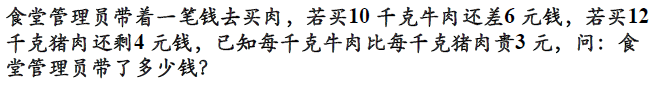 食堂管理员带着一笔钱去买肉，若买10 千克牛肉还差6 元钱，若买12
千克猪肉还剩4 元钱，已知每千克牛肉比每千克猪肉贵3 元，问：食
堂管理员带了多少钱？